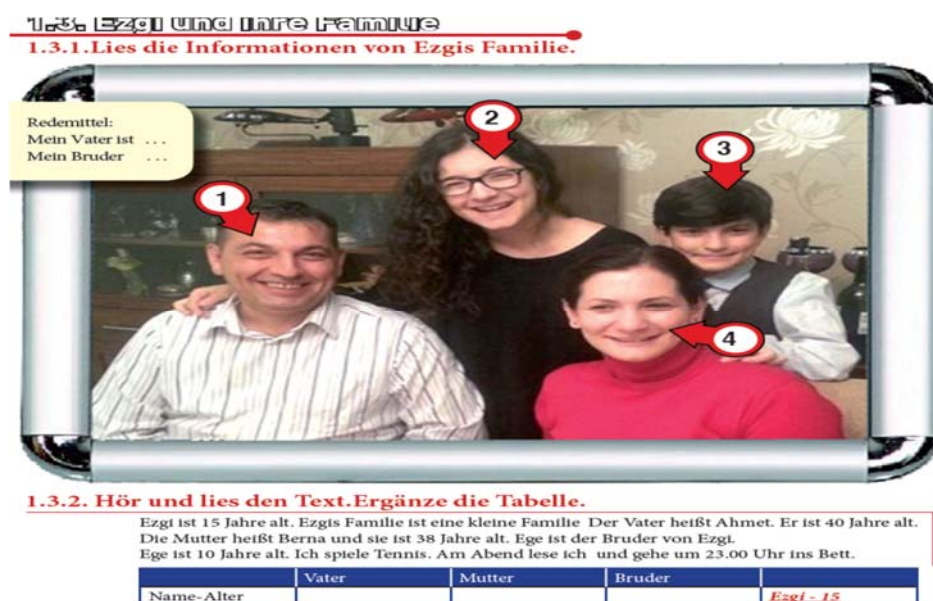 1.3. Ezgi und ihre Familie
1.3.1.Lies die Informationen von Ezgis Familie.
Redemittel:
Mein Vater ist ...
Mein Bruder ...
1
2
3
4
1.3.2. Hör und lies den Text.Ergänze die Tabelle.
Ezgi ist 15 Jahre alt. Ezgis Familie ist eine kleine Familie Der Vater heißt Ahmet. Er ist 40 Jahre alt.
Die Mutter heißt Berna und sie ist 38 Jahre alt. Ege ist der Bruder von Ezgi.
Ege ist 10 Jahre alt. Ich spiele Tennis. Am Abend lese ich und gehe um 23.00 Uhr ins Bett.
Vater Mutter Bruder
Name-Alter Ezgi - 15